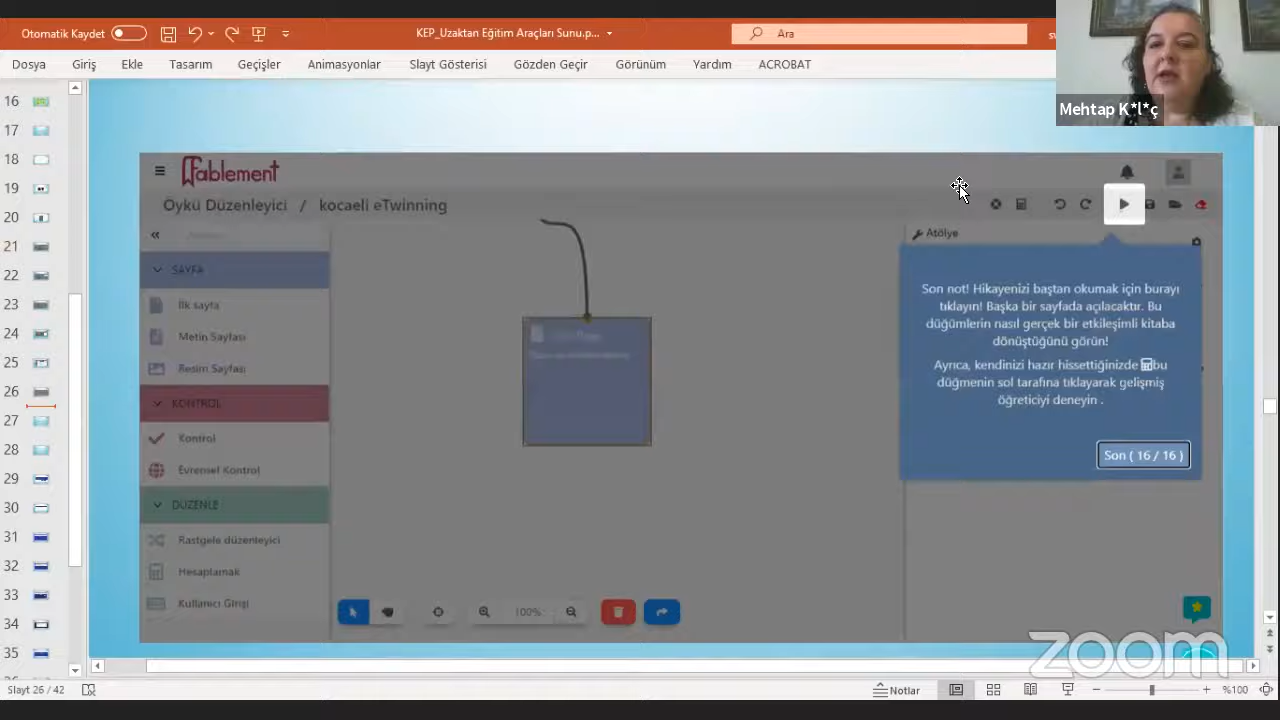 Otomatik Kaydet
KEP_Uzaktan Eğitim Araçları Sunu.p...
Ara
Dosya
Giriş
Ekle
Tasarım
Geçişler
Animasyonlar
Slayt Gösterisi
Gözden Geçir
Görünüm
Yardım
ACROBAT
Mehtap K*l*ç
16
17
18
19
20
21
22
23
24
25
26
27
28
29
30
31
32
33
34
35
Fablement
Öykü Düzenleyici / kocaeli eTwinning
SAYFA
İlk sayfa
Metin Sayfası
Resim Sayfası
KONTROL
Kontrol
Evrensel Kontrol
DÜZENLE
Rastgele düzenleyici
Hesaplamak
Kullanıcı Girişi
100%
Atölye
Son not! Hikayenizi baştan okumak için burayı
tıklayın! Başka bir sayfada açılacaktır. Bu
düğümlerin nasıl gerçek bir etkileşimli kitaba
dönüştüğünü görün!
Ayrıca, kendinizi hazır hissettiğinizde bu
düğmenin sol tarafına tıklayarak gelişmiş
öğreticiyi deneyin .
Son ( 16 / 16 )
zoom
Slayt 26 / 42
Notlar
%100